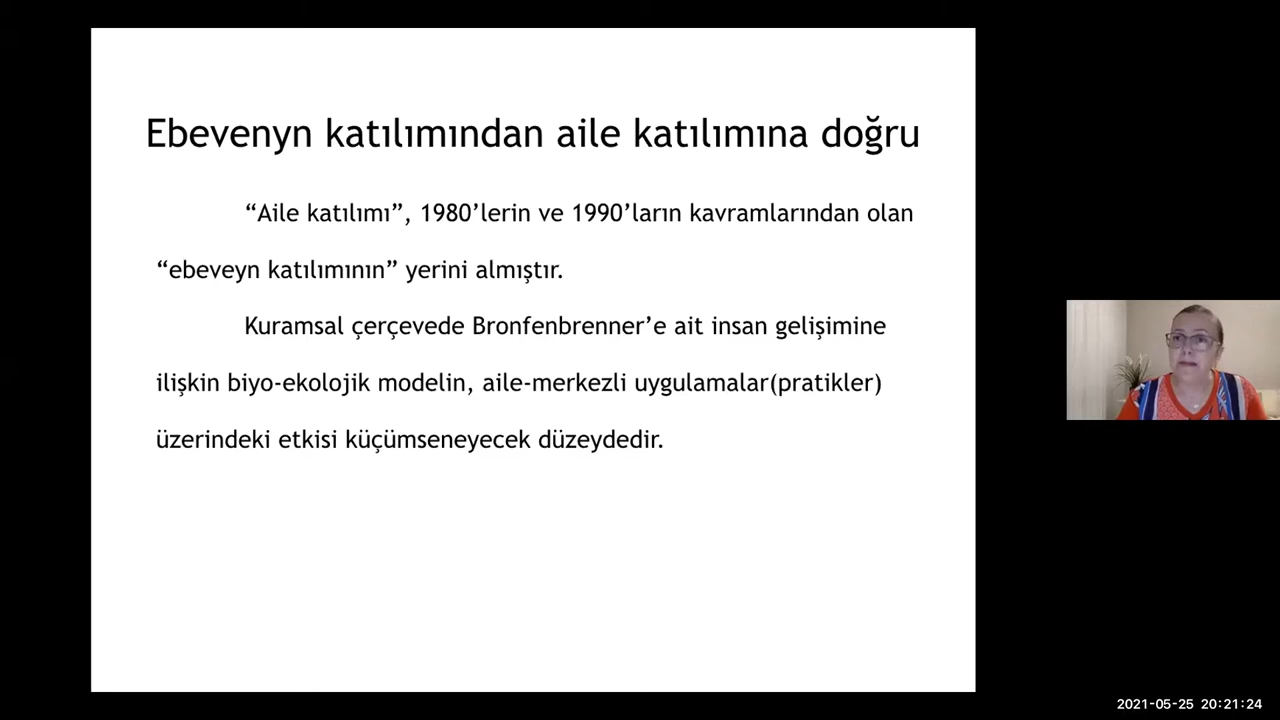 Ebevenyn katılımından aile katılımına doğru
“Aile katılımı”, 1980’lerin ve 1990’ların kavramlarından olan
“ebeveyn katılımının” yerini almıştır.
Kuramsal çerçevede Bronfenbrenner’e ait insan gelişimine
ilişkin biyo-ekolojik modelin, aile-merkezli uygulamalar(pratikler)
üzerindeki etkisi küçümseneyecek düzeydedir.
2021-05-25 20:21:24